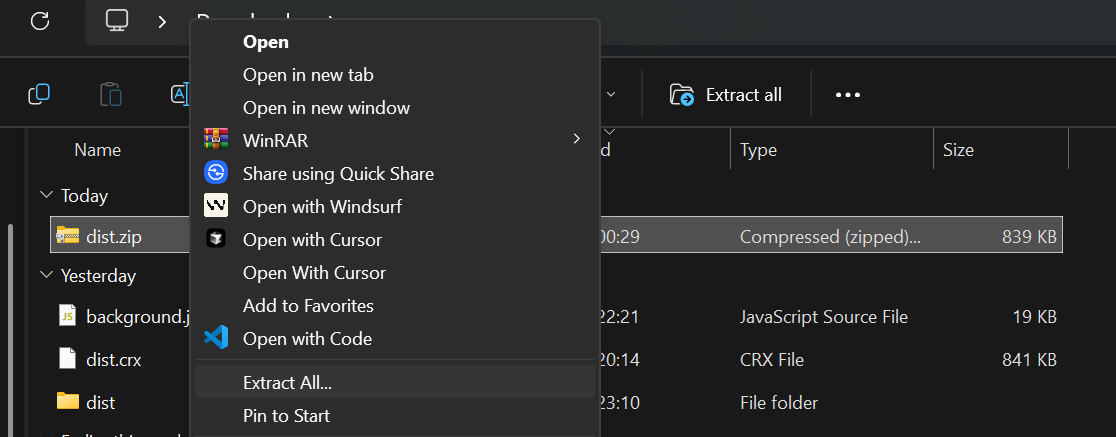 Open
Open in new tab
Open in new window
WinRAR
Share using Quick Share
Open with Windsurf
Open with Cursor
Open With Cursor
Add to Favorites
Open with Code
Extract All...
Pin to Start
Extract all
Name Type Size
Today
dist.zip 00:29 Compressed (zipped)... 839 KB
Yesterday
background.j 22:21 JavaScript Source File 19 KB
dist.crx 20:14 CRX File 841 KB
dist 23:10 File folder